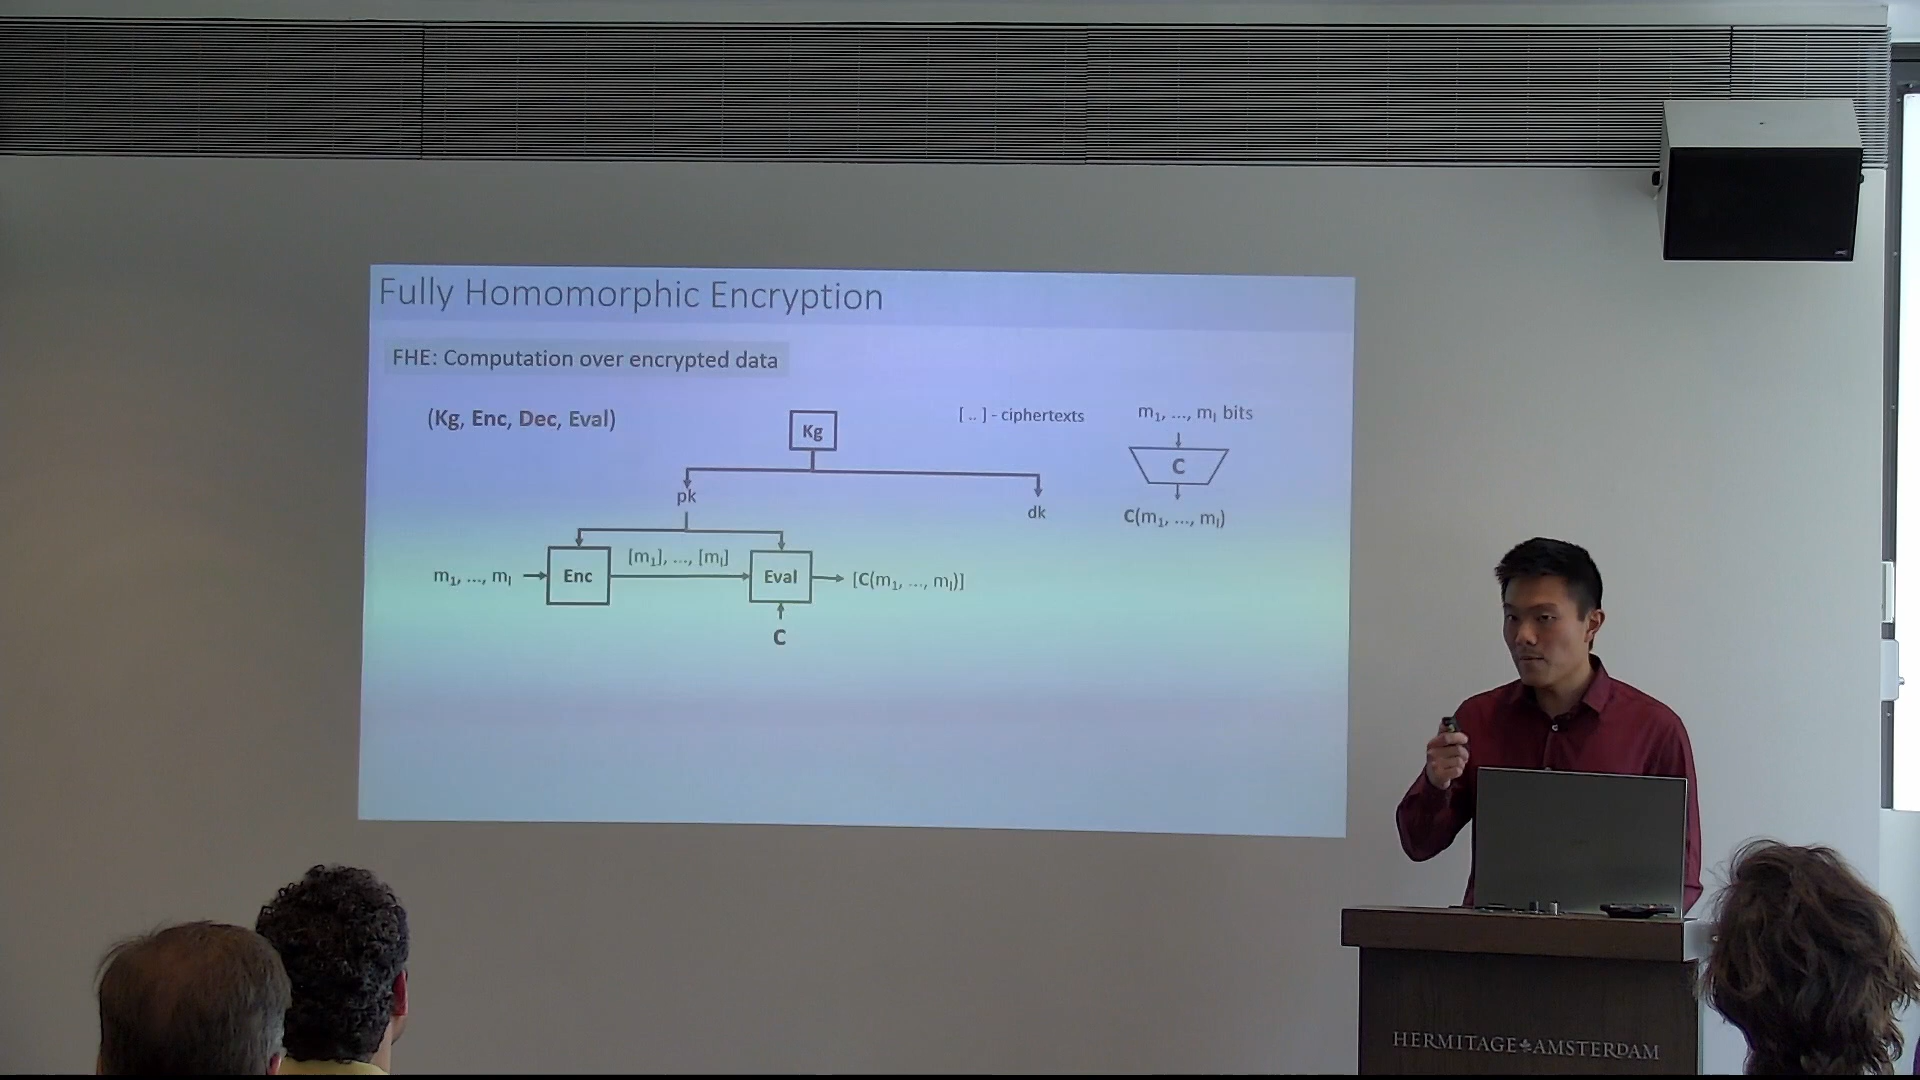 Fully Homomorphic Encryption
FHE: Computation over encrypted data
(Kg, Enc, Dec, Eval)
Kg
[ .. ] - ciphertexts
m₁, ..., mₗ bits
C
C(m₁, ..., mₗ)
pk
dk
m₁, ..., mₗ
Enc
[m₁], ..., [mₗ]
Eval
[C(m₁, ..., mₗ)]
C
HERMITAGE AMSTERDAM